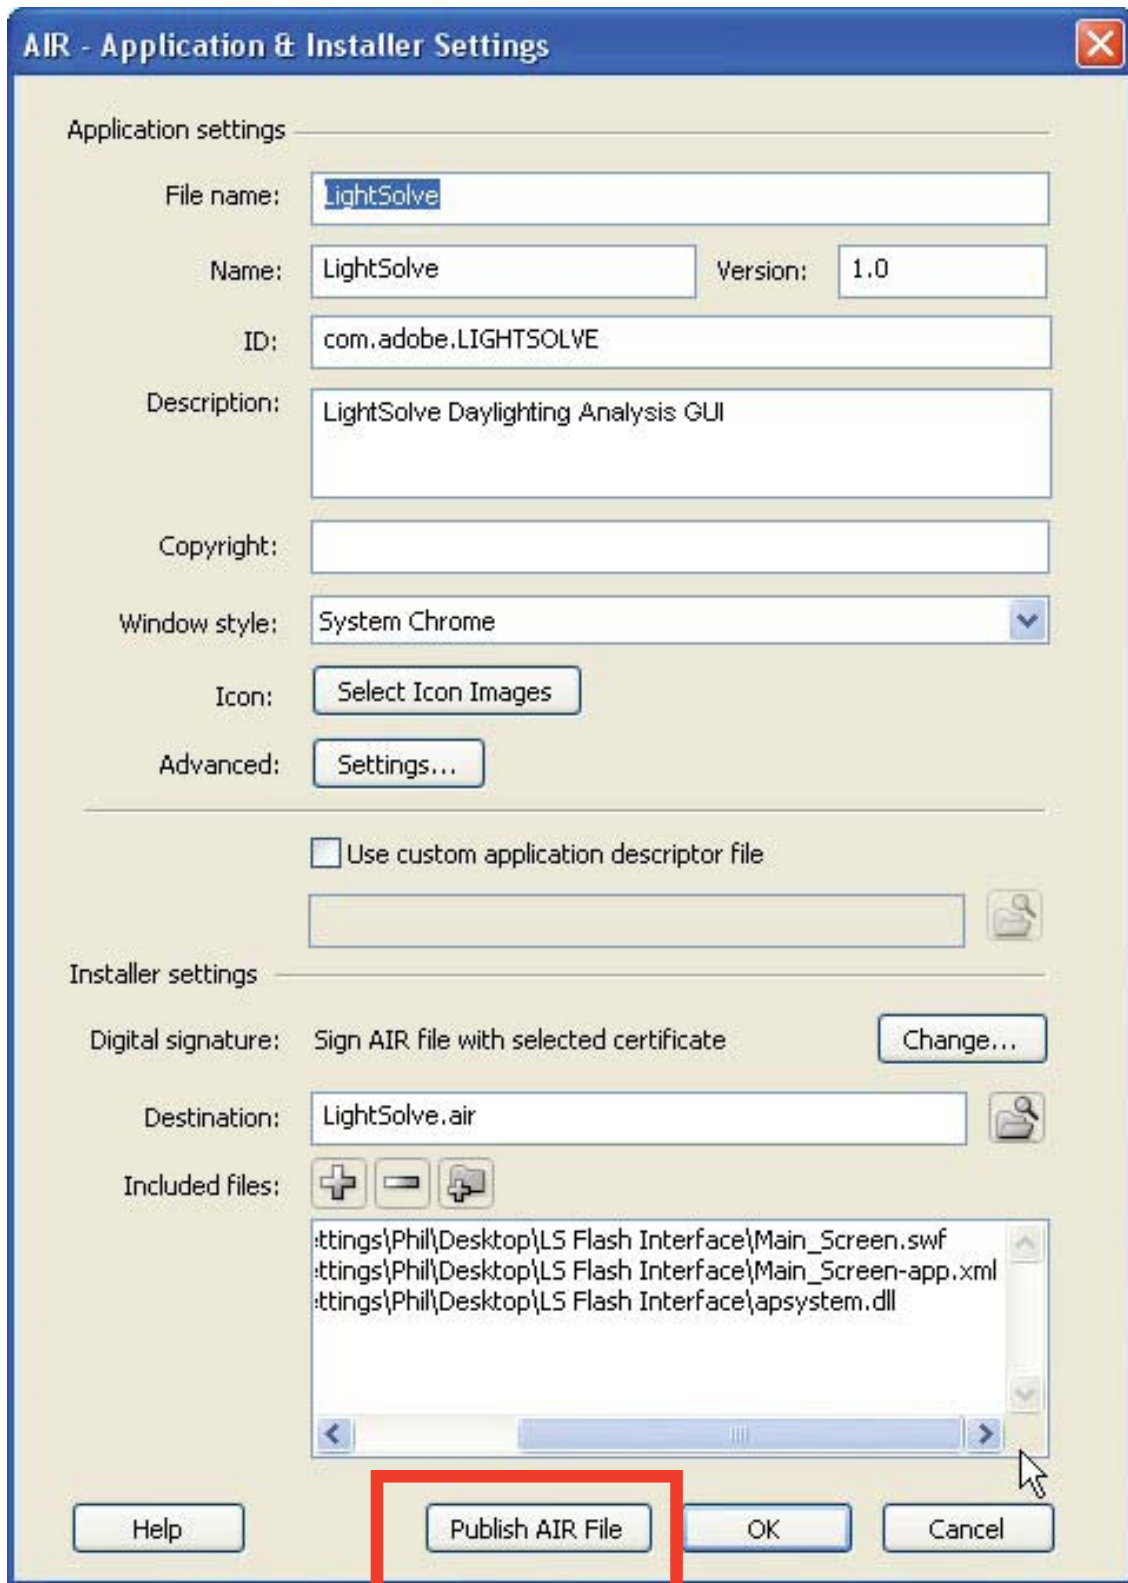 AIR - Application & Installer Settings
Application settings
File name: LightSolve
Name: LightSolve Version: 1.0
ID: com.adobe.LIGHTSOLVE
Description: LightSolve Daylighting Analysis GUI
Copyright:
Window style: System Chrome
Icon: Select Icon Images
Advanced: Settings...
Use custom application descriptor file
Installer settings
Digital signature: Sign AIR file with selected certificate Change...
Destination: LightSolve.air
Included files:
ettings\Phil\Desktop\LS Flash Interface\Main_Screen.swf
ettings\Phil\Desktop\LS Flash Interface\Main_Screen-app.xml
ettings\Phil\Desktop\LS Flash Interface\apsystem.dll
Help Publish AIR File OK Cancel